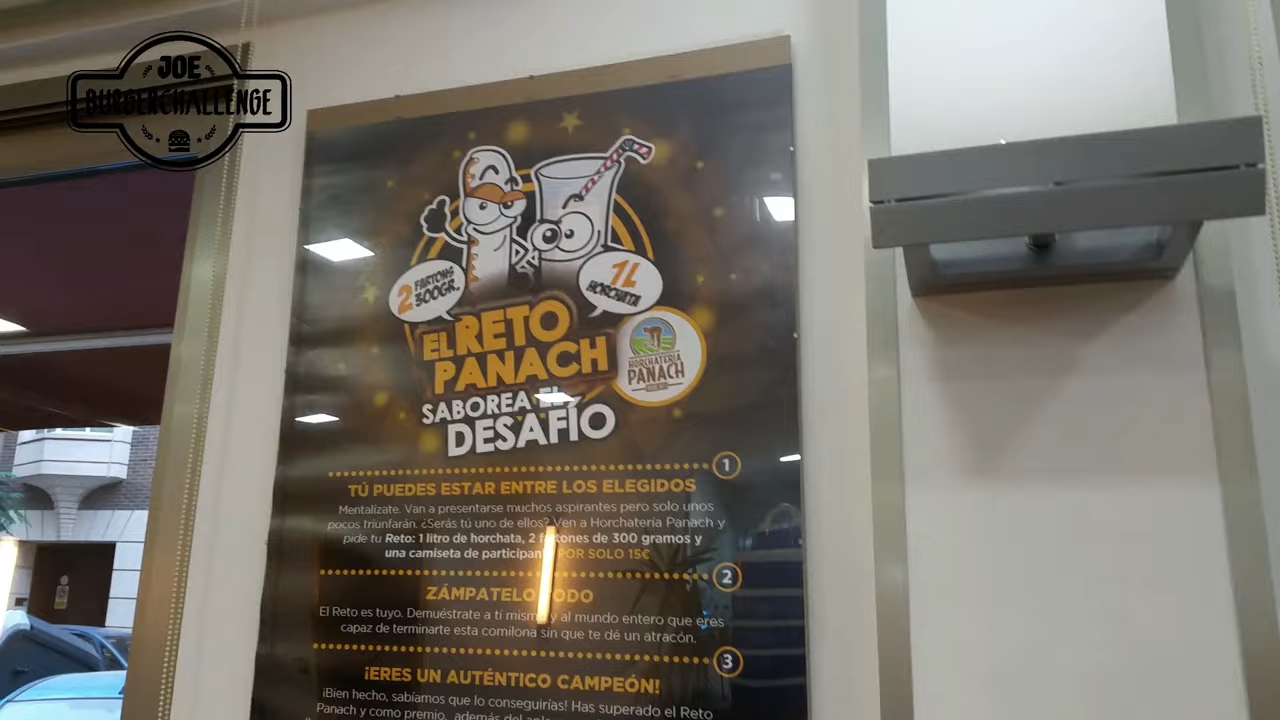 JOE
BURGERCHALLENGE
2 FARTONS
300GR.
1L
HORCHATA
EL RETO
PANACH
SABOREA EL
DESAFÍO
HORCHATERÍA
PANACH
1
TÚ PUEDES ESTAR ENTRE LOS ELEGIDOS
Mentalízate. Van a presentarse muchos aspirantes pero solo unos
pocos triunfarán. ¿Serás tú uno de ellos? Ven a Horchatería Panach y
pide tu Reto: 1 litro de horchata, 2 fartones de 300 gramos y
una camiseta de participante POR SOLO 15€
2
ZÁMPATELO TODO
El Reto es tuyo. Demuéstrate a ti mismo y al mundo entero que eres
capaz de terminarte esta comilona sin que te dé un atracón.
3
¡ERES UN AUTÉNTICO CAMPEÓN!
¡Bien hecho, sabíamos que lo conseguirías! Has superado el Reto
Panach y como premio, además del